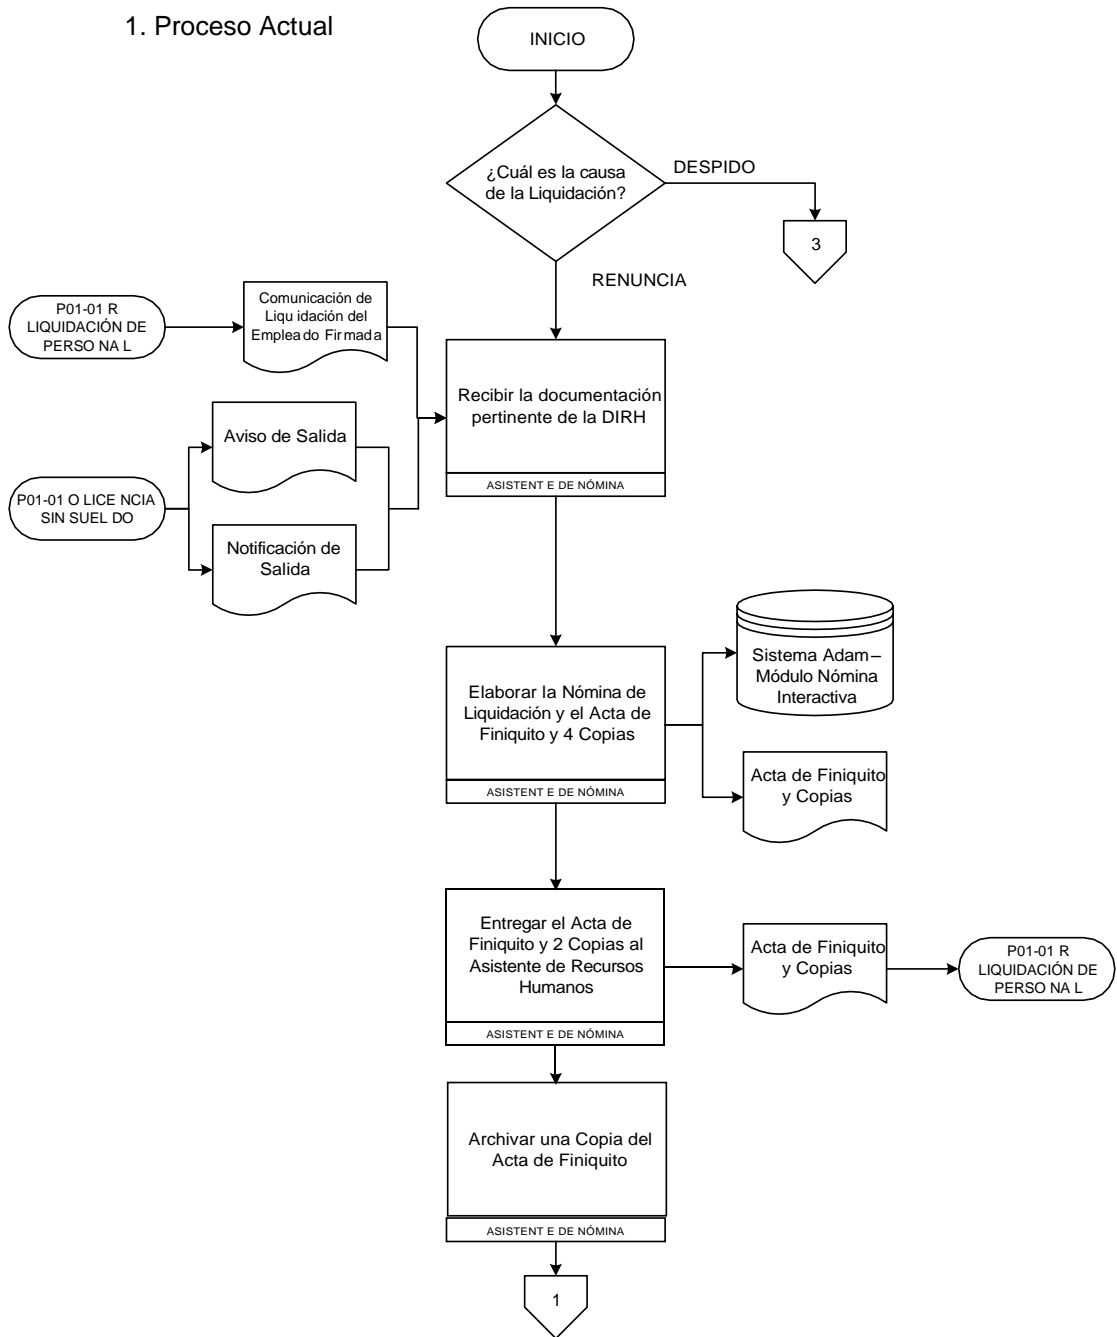 1. Proceso Actual
INICIO
¿Cuál es la causa
de la Liquidación?
DESPIDO
3
RENUNCIA
P01-01 R
LIQUIDACIÓN DE
PERSO NA L
Comunicación de
Liqu idación del
Emplea do Fir mad a
Recibir la documentación
pertinente de la DIRH
ASISTENT E DE NÓMINA
Aviso de Salida
P01-01 O LICE NCIA
SIN SUEL DO
Notificación de
Salida
Elaborar la Nómina de
Liquidación y el Acta de
Finiquito y 4 Copias
ASISTENT E DE NÓMINA
Sistema Adam–
Módulo Nómina
Interactiva
Acta de Finiquito
y Copias
Entregar el Acta de
Finiquito y 2 Copias al
Asistente de Recursos
Humanos
ASISTENT E DE NÓMINA
Acta de Finiquito
y Copias
P01-01 R
LIQUIDACIÓN DE
PERSO NA L
Archivar una Copia del
Acta de Finiquito
ASISTENT E DE NÓMINA
1